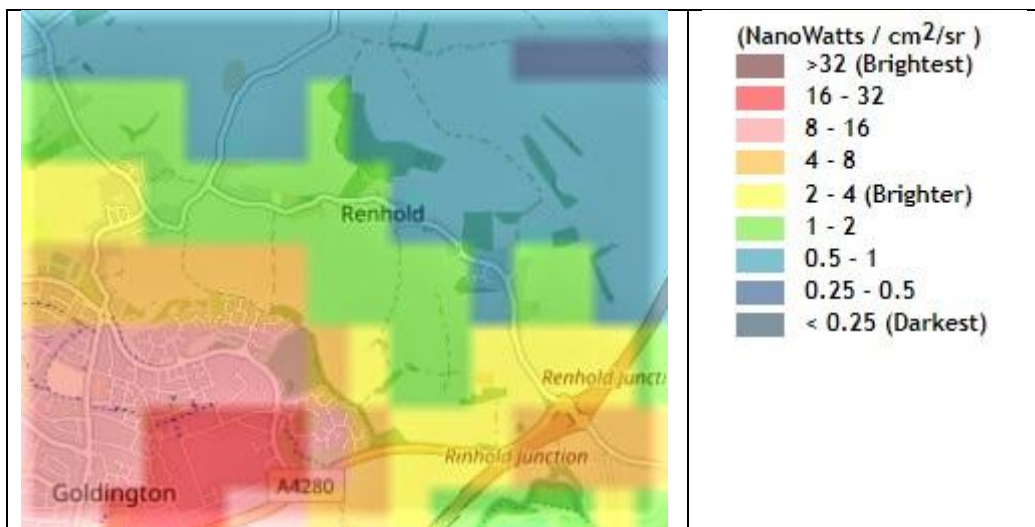 Renhold
Renhold Juncti
Rinhold Junction
A4280
Goldington
(NanoWatts / cm²/sr )
>32 (Brightest)
16 - 32
8 - 16
4 - 8
2 - 4 (Brighter)
1 - 2
0.5 - 1
0.25 - 0.5
< 0.25 (Darkest)